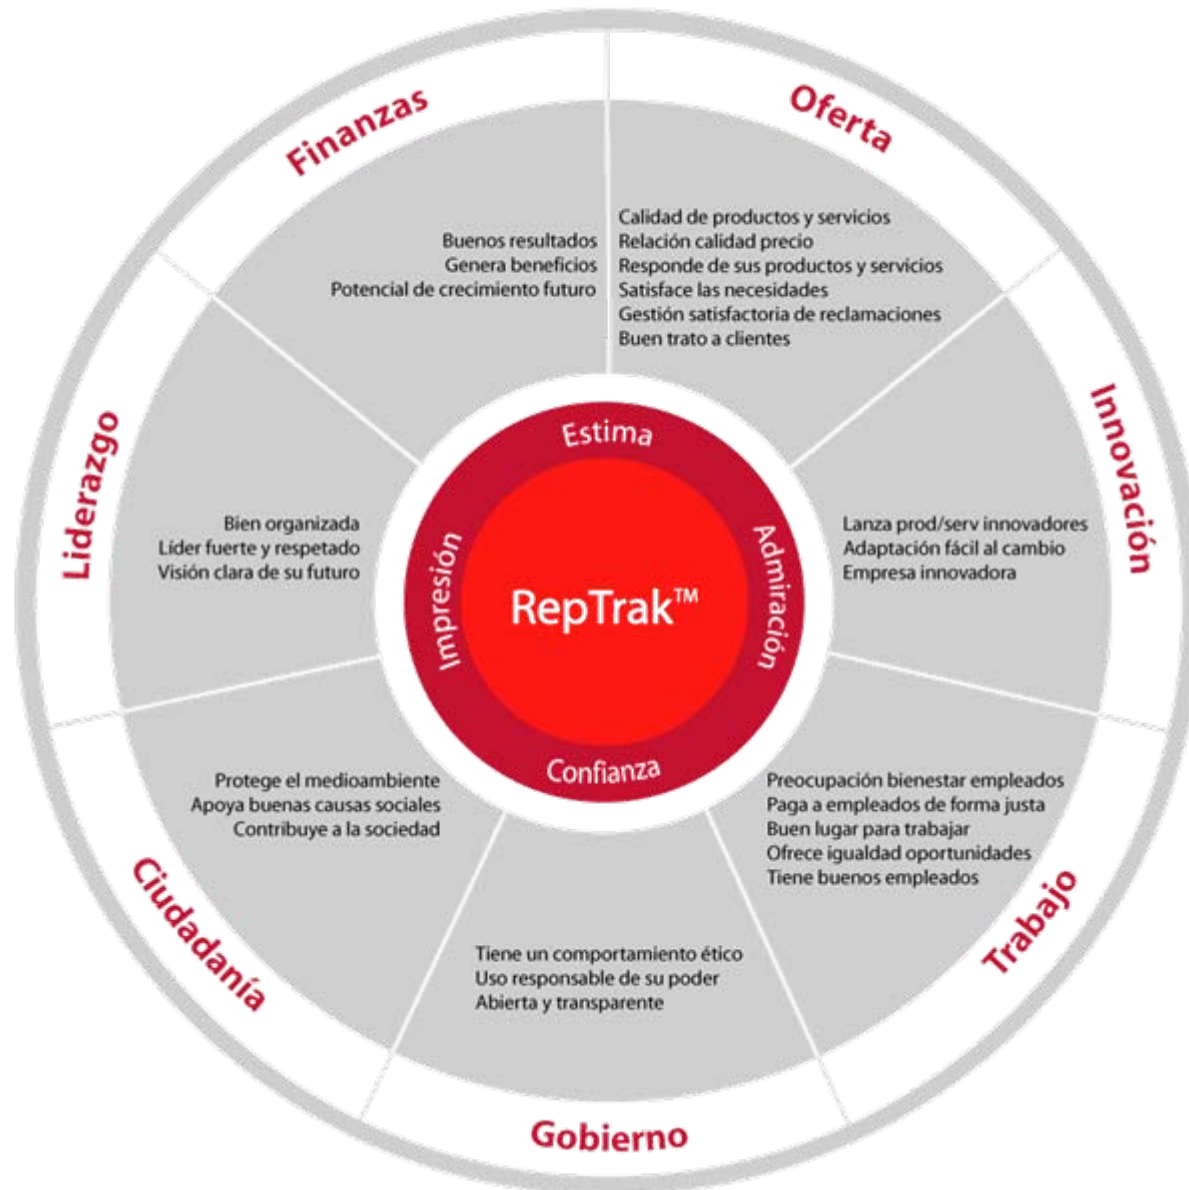 Finanzas
Buenos resultados
Genera beneficios
Potencial de crecimiento futuro
Oferta
Calidad de productos y servicios
Relación calidad precio
Responde de sus productos y servicios
Satisface las necesidades
Gestión satisfactoria de reclamaciones
Buen trato a clientes
Innovación
Lanza prod/serv innovadores
Adaptación fácil al cambio
Empresa innovadora
Trabajo
Preocupación bienestar empleados
Paga a empleados de forma justa
Buen lugar para trabajar
Ofrece igualdad oportunidades
Tiene buenos empleados
Gobierno
Tiene un comportamiento ético
Uso responsable de su poder
Abierta y transparente
Ciudadanía
Protege el medioambiente
Apoya buenas causas sociales
Contribuye a la sociedad
Liderazgo
Bien organizada
Líder fuerte y respetado
Visión clara de su futuro
Estima
Admiración
Confianza
Impresión
RepTrak™